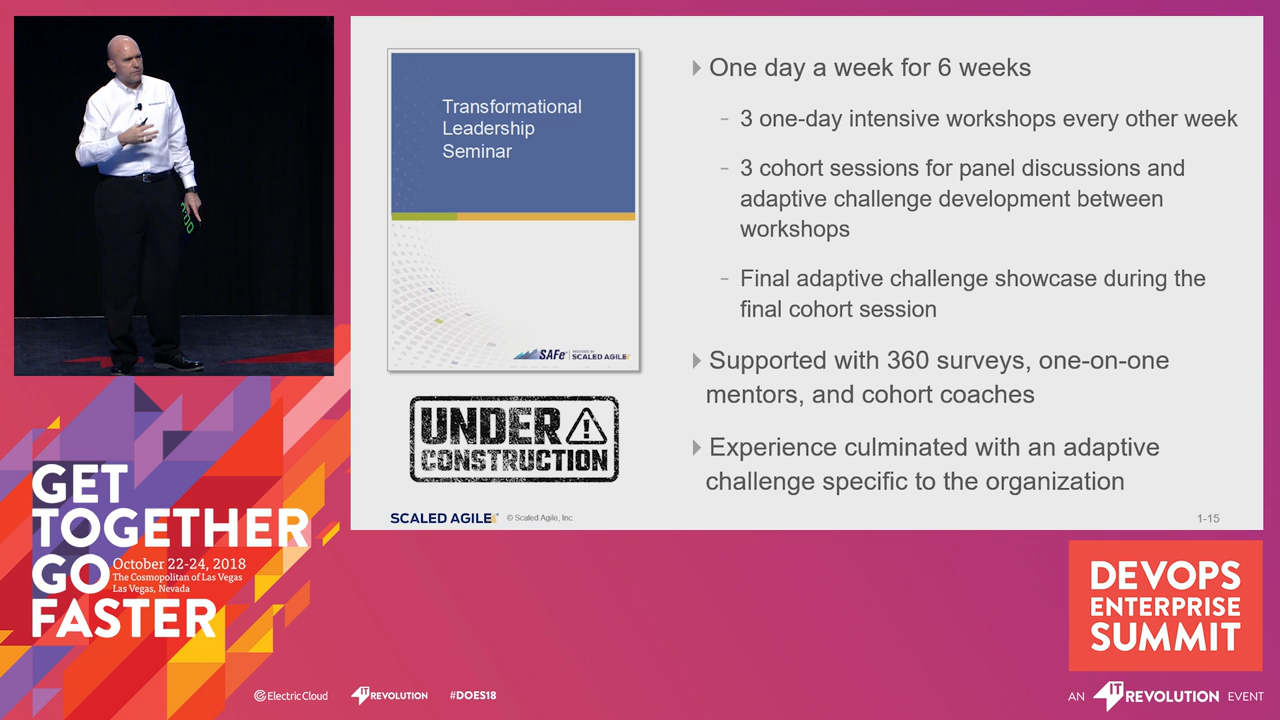 Transformational
Leadership
Seminar
SAFe® PROVIDED BY SCALED AGILE
UNDER
CONSTRUCTION
SCALED AGILE
© Scaled Agile, Inc.
One day a week for 6 weeks
- 3 one-day intensive workshops every other week
- 3 cohort sessions for panel discussions and
adaptive challenge development between
workshops
- Final adaptive challenge showcase during the
final cohort session
Supported with 360 surveys, one-on-one
mentors, and cohort coaches
Experience culminated with an adaptive
challenge specific to the organization
1-15
GET
TOGETHER
GO
FASTER
October 22-24, 2018
The Cosmopolitan of Las Vegas
Las Vegas, Nevada
Electric Cloud
IT REVOLUTION
#DOES18
DEVOPS
ENTERPRISE
SUMMIT
AN IT REVOLUTION EVENT